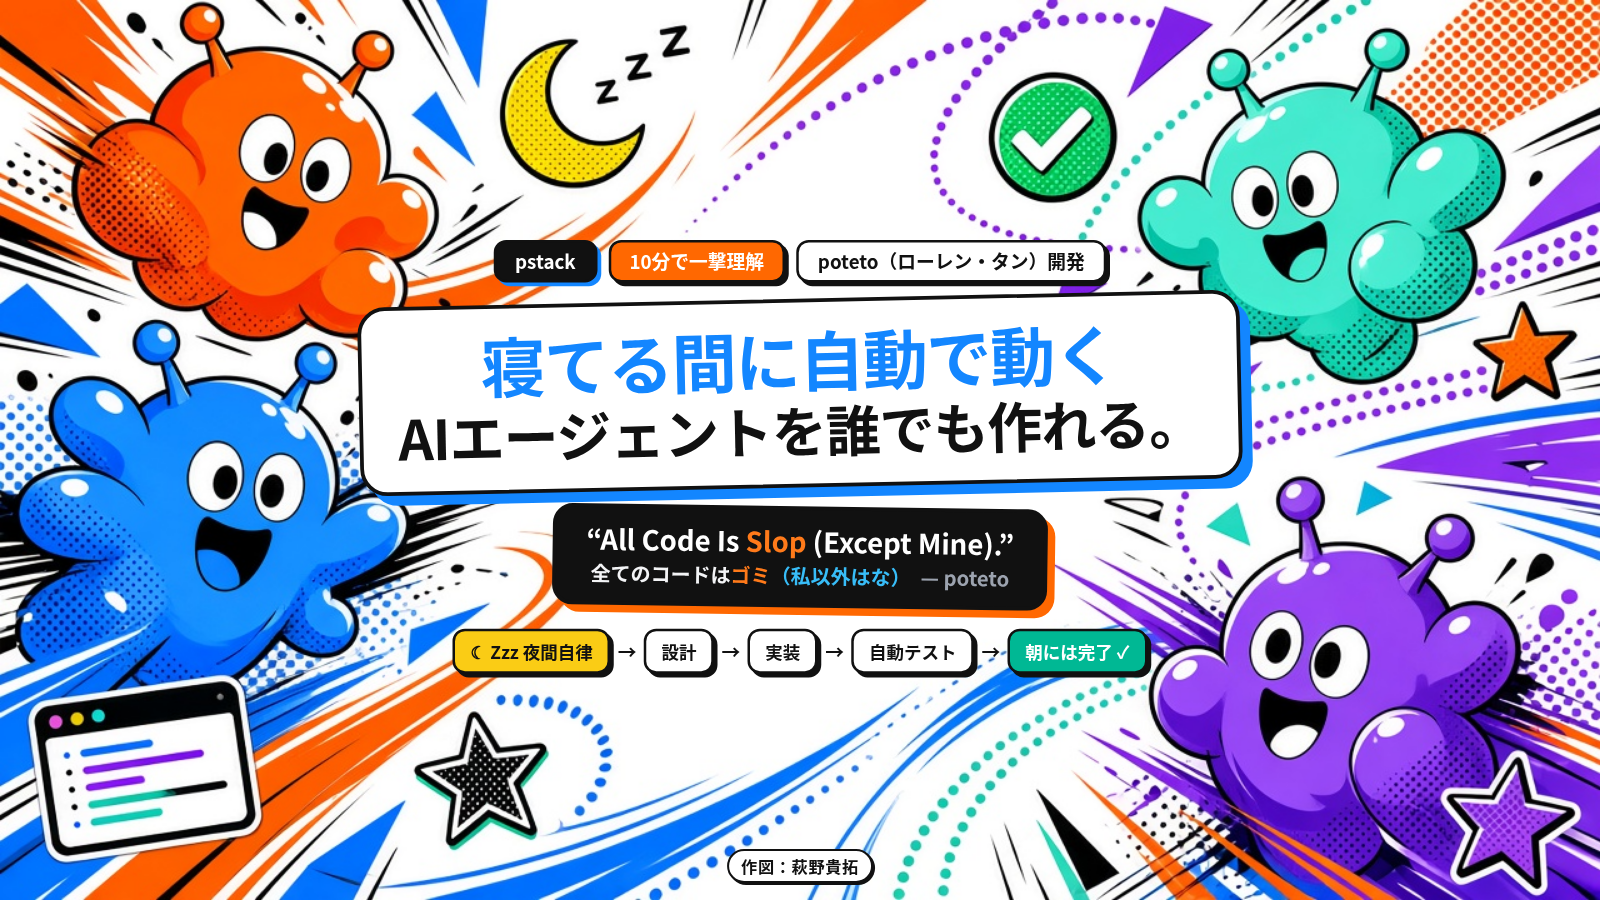 zzz
pstack
10分で一撃理解
poteto（ローレン・タン）開発
寝てる間に自動で動く
AIエージェントを誰でも作れる。
“All Code Is Slop (Except Mine).”
全てのコードはゴミ（私以外はな） — poteto
☾ Zzz 夜間自律 → 設計 → 実装 → 自動テスト → 朝には完了 ✓
作図：萩野貴拓